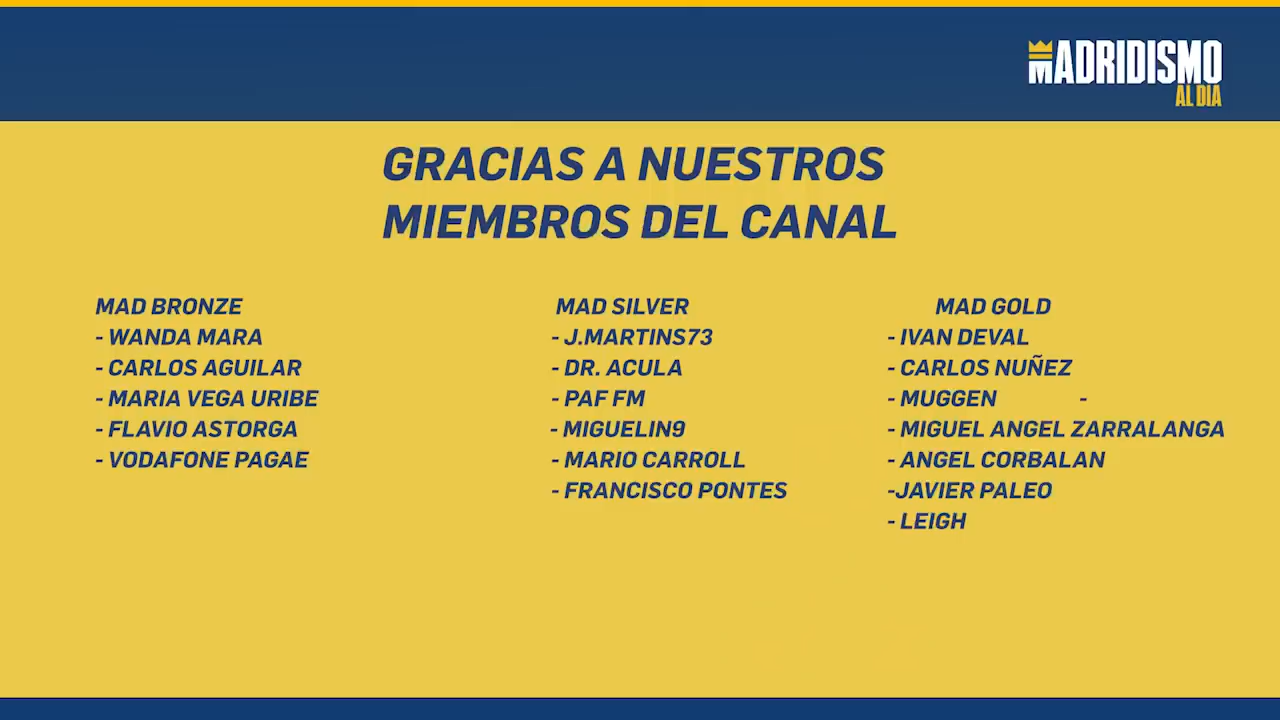 MADRIDISMO
AL DIA
GRACIAS A NUESTROS
MIEMBROS DEL CANAL
MAD BRONZE
- WANDA MARA
- CARLOS AGUILAR
- MARIA VEGA URIBE
- FLAVIO ASTORGA
- VODAFONE PAGAE
MAD SILVER
- J.MARTINS73
- DR. ACULA
- PAF FM
- MIGUELIN9
- MARIO CARROLL
- FRANCISCO PONTES
MAD GOLD
- IVAN DEVAL
- CARLOS NUÑEZ
- MUGGEN -
- MIGUEL ANGEL ZARRALANGA
- ANGEL CORBALAN
-JAVIER PALEO
- LEIGH